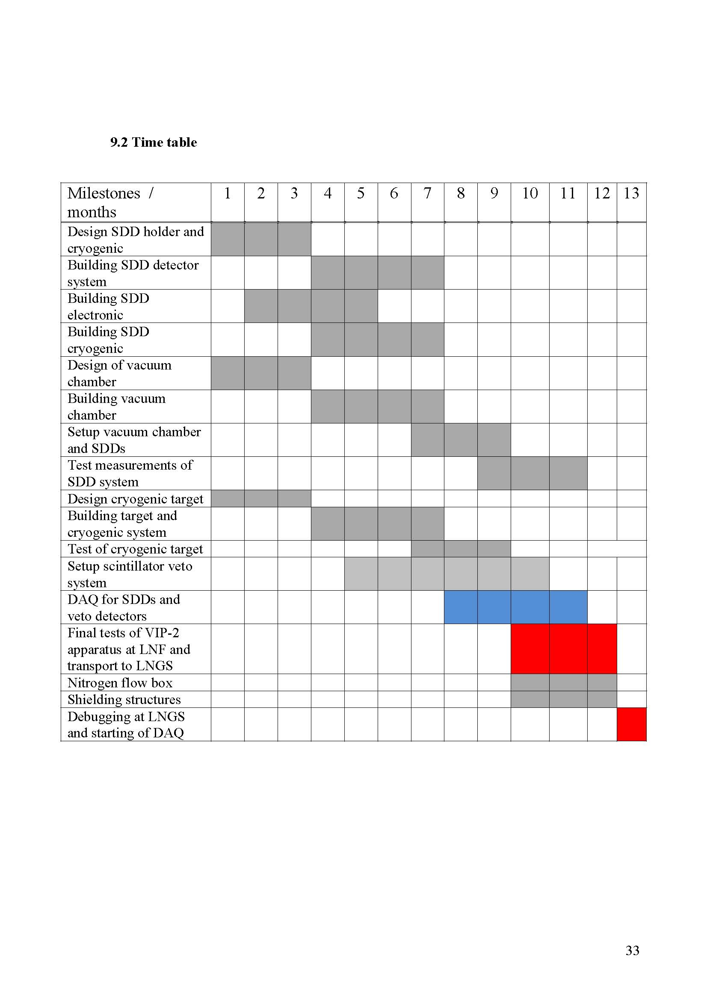 9.2 Time table
Milestones / 1 2 3 4 5 6 7 8 9 10 11 12 13
months
Design SDD holder and
cryogenic
Building SDD detector
system
Building SDD
electronic
Building SDD
cryogenic
Design of vacuum
chamber
Building vacuum
chamber
Setup vacuum chamber
and SDDs
Test measurements of
SDD system
Design cryogenic target
Building target and
cryogenic system
Test of cryogenic target
Setup scintillator veto
system
DAQ for SDDs and
veto detectors
Final tests of VIP-2
apparatus at LNF and
transport to LNGS
Nitrogen flow box
Shielding structures
Debugging at LNGS
and starting of DAQ
33